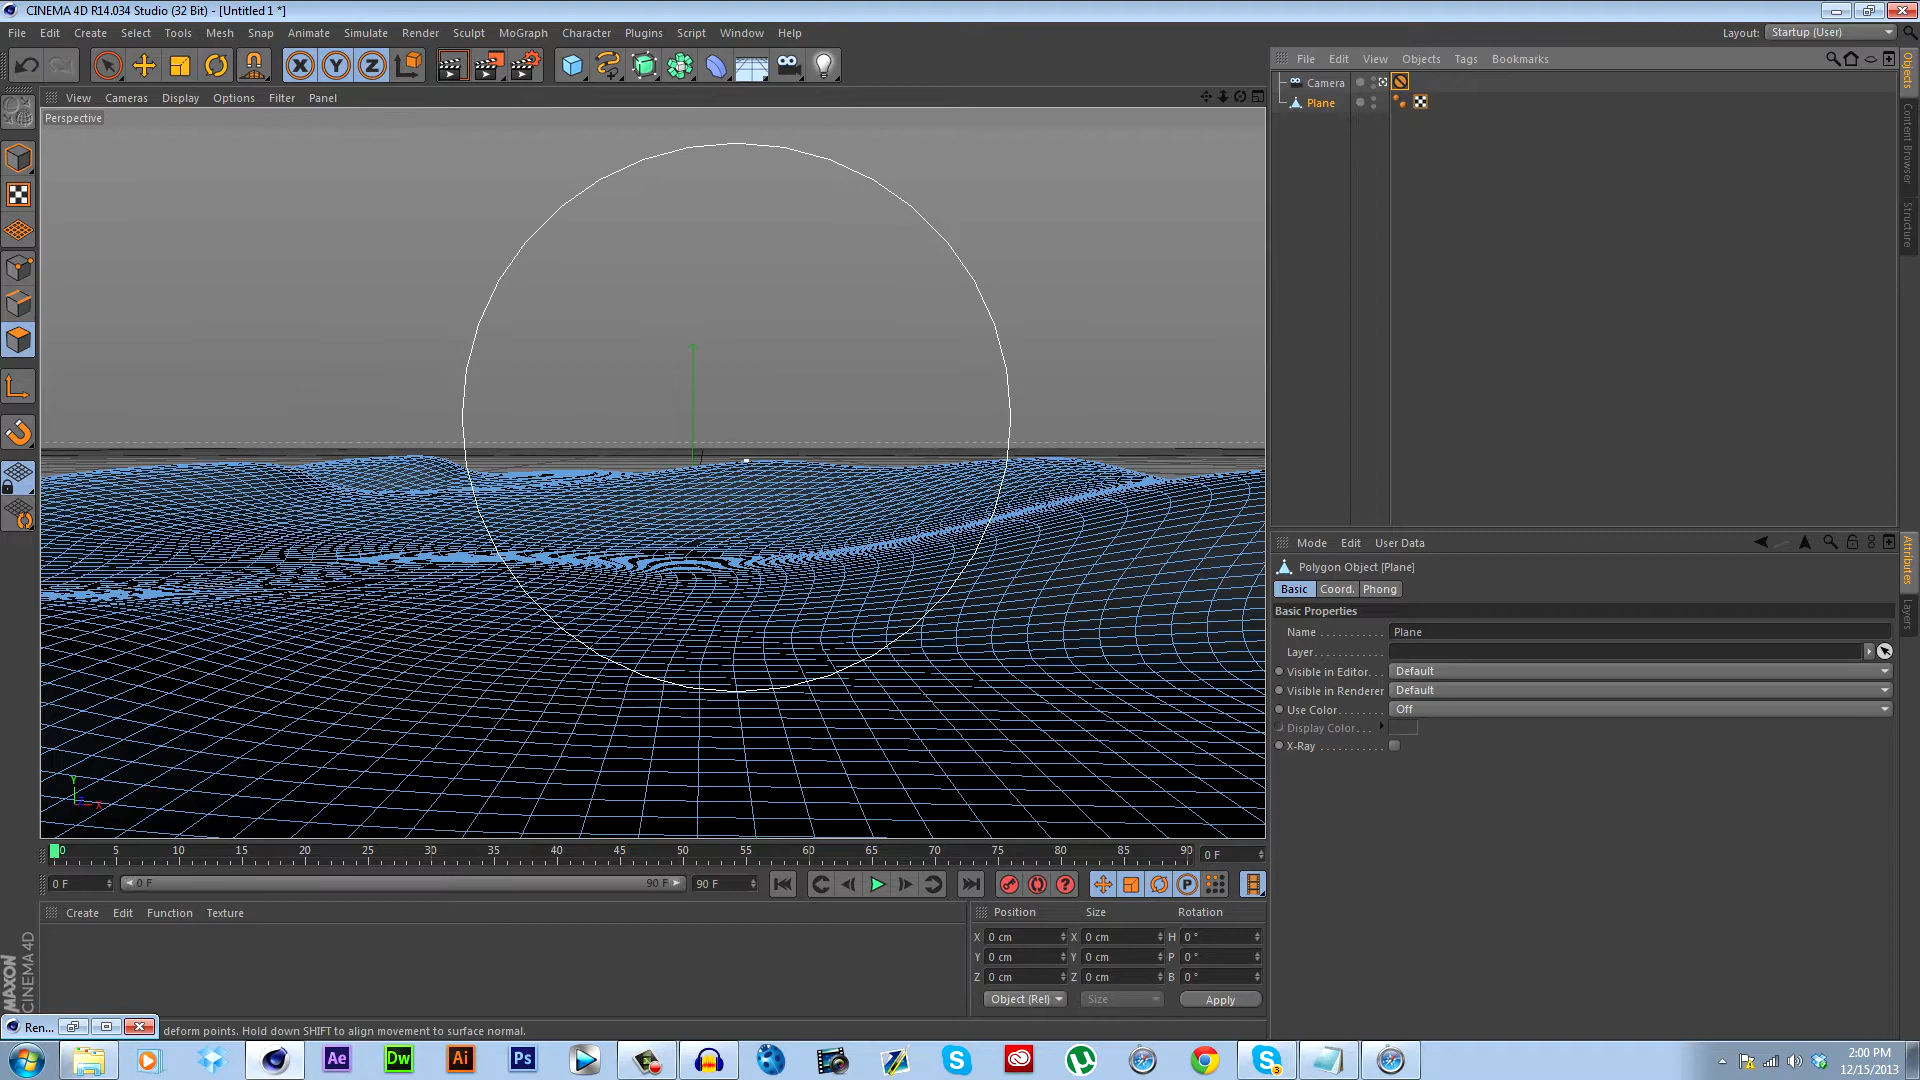 CINEMA 4D R14.034 Studio (32 Bit) - [Untitled 1 *]
File Edit Create Select Tools Mesh Snap Animate Simulate Render Sculpt MoGraph Character Plugins Script Window Help
Layout: Startup (User)
File Edit View Objects Tags Bookmarks
Camera
Plane
View Cameras Display Options Filter Panel
Perspective
Objects
Content Browser
Structure
Mode Edit User Data
Polygon Object [Plane]
Basic Coord. Phong
Basic Properties
Name Plane
Layer
Visible in Editor Default
Visible in Renderer Default
Use Color Off
Display Color
X-Ray
Attributes
Layers
Y
X
0 5 10 15 20 25 30 35 40 45 50 55 60 65 70 75 80 85 90
0 F
0 F 0 F 90 F 90 F
P
Create Edit Function Texture
Position Size Rotation
X 0 cm X 0 cm H 0 °
Y 0 cm Y 0 cm P 0 °
Z 0 cm Z 0 cm B 0 °
Object (Rel) Size Apply
MAXON
CINEMA 4D
Ren...
deform points. Hold down SHIFT to align movement to surface normal.
Ae Dw Ai Ps
3
2:00 PM
12/15/2013